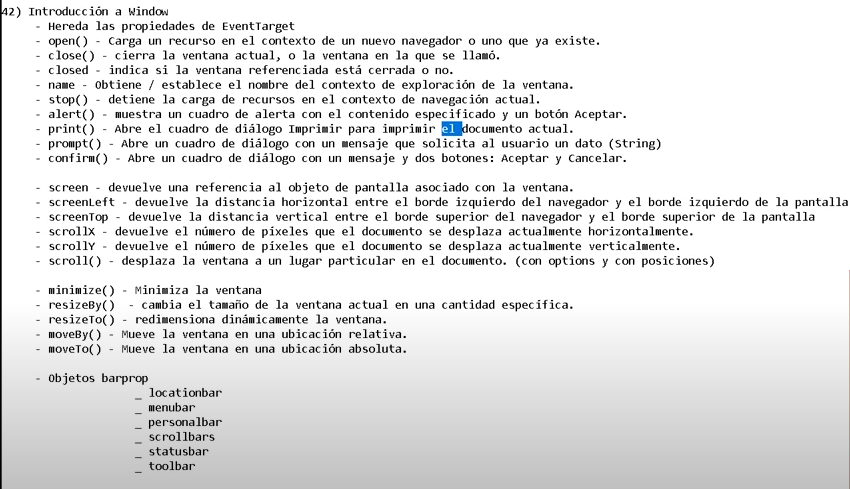 42) Introducción a Window
- Hereda las propiedades de EventTarget
- open() - Carga un recurso en el contexto de un nuevo navegador o uno que ya existe.
- close() - cierra la ventana actual, o la ventana en la que se llamó.
- closed - indica si la ventana referenciada está cerrada o no.
- name - Obtiene / establece el nombre del contexto de exploración de la ventana.
- stop() - detiene la carga de recursos en el contexto de navegación actual.
- alert() - muestra un cuadro de alerta con el contenido especificado y un botón Aceptar.
- print() - Abre el cuadro de diálogo Imprimir para imprimir el documento actual.
- prompt() - Abre un cuadro de diálogo con un mensaje que solicita al usuario un dato (String)
- confirm() - Abre un cuadro de diálogo con un mensaje y dos botones: Aceptar y Cancelar.
- screen - devuelve una referencia al objeto de pantalla asociado con la ventana.
- screenLeft - devuelve la distancia horizontal entre el borde izquierdo del navegador y el borde izquierdo de la pantalla
- screenTop - devuelve la distancia vertical entre el borde superior del navegador y el borde superior de la pantalla
- scrollX - devuelve el número de píxeles que el documento se desplaza actualmente horizontalmente.
- scrollY - devuelve el número de píxeles que el documento se desplaza actualmente verticalmente.
- scroll() - desplaza la ventana a un lugar particular en el documento. (con options y con posiciones)
- minimize() - Minimiza la ventana
- resizeBy() - cambia el tamaño de la ventana actual en una cantidad específica.
- resizeTo() - redimensiona dinámicamente la ventana.
- moveBy() - Mueve la ventana en una ubicación relativa.
- moveTo() - Mueve la ventana en una ubicación absoluta.
- Objetos barprop
_ locationbar
_ menubar
_ personalbar
_ scrollbars
_ statusbar
_ toolbar